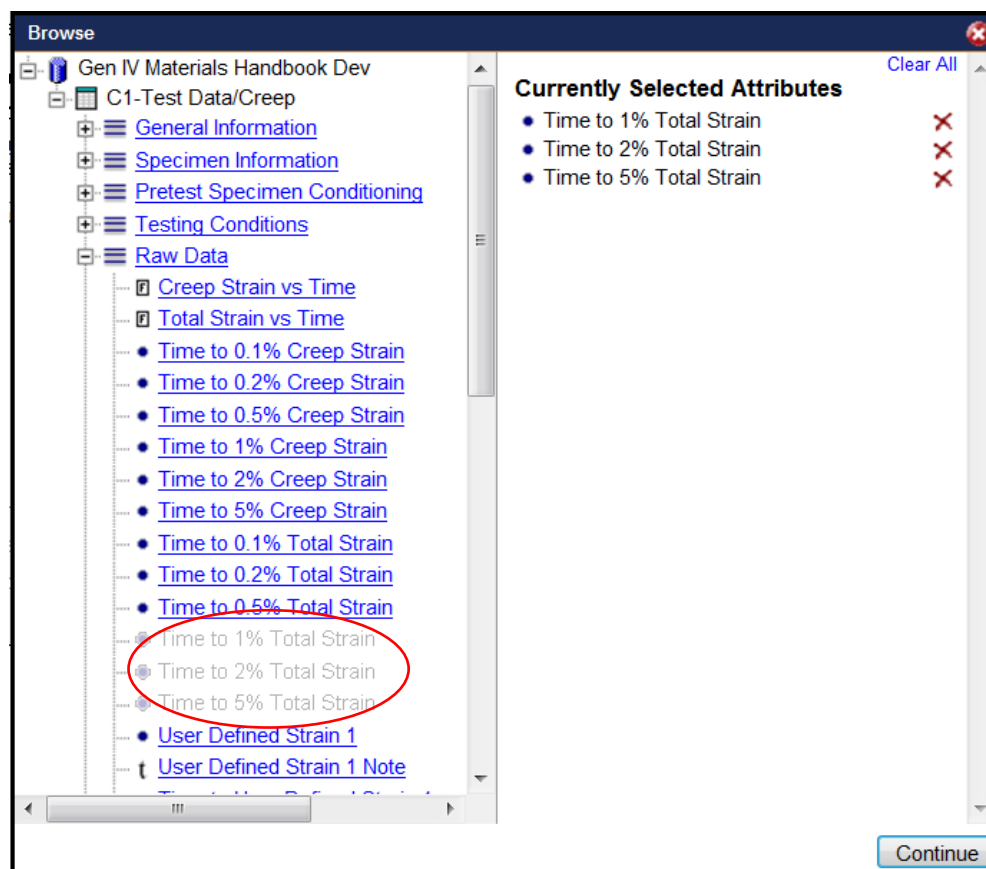 Browse
Gen IV Materials Handbook Dev
C1-Test Data/Creep
General Information
Specimen Information
Pretest Specimen Conditioning
Testing Conditions
Raw Data
F Creep Strain vs Time
F Total Strain vs Time
Time to 0.1% Creep Strain
Time to 0.2% Creep Strain
Time to 0.5% Creep Strain
Time to 1% Creep Strain
Time to 2% Creep Strain
Time to 5% Creep Strain
Time to 0.1% Total Strain
Time to 0.2% Total Strain
Time to 0.5% Total Strain
Time to 1% Total Strain
Time to 2% Total Strain
Time to 5% Total Strain
User Defined Strain 1
t User Defined Strain 1 Note
Clear All
Currently Selected Attributes
Time to 1% Total Strain
Time to 2% Total Strain
Time to 5% Total Strain
Continue